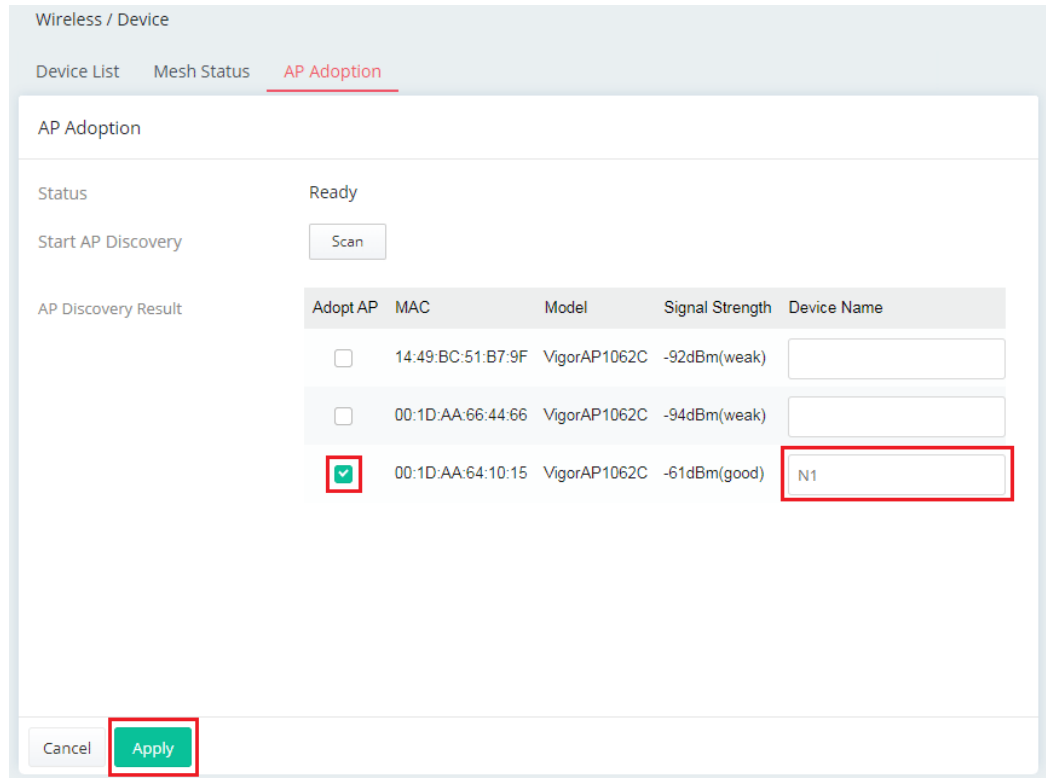 Wireless / Device
Device List Mesh Status AP Adoption
AP Adoption
Status Ready
Start AP Discovery Scan
AP Discovery Result Adopt AP MAC Model Signal Strength Device Name
14:49:BC:51:B7:9F VigorAP1062C -92dBm(weak)
00:1D:AA:66:44:66 VigorAP1062C -94dBm(weak)
00:1D:AA:64:10:15 VigorAP1062C -61dBm(good) N1
Cancel Apply